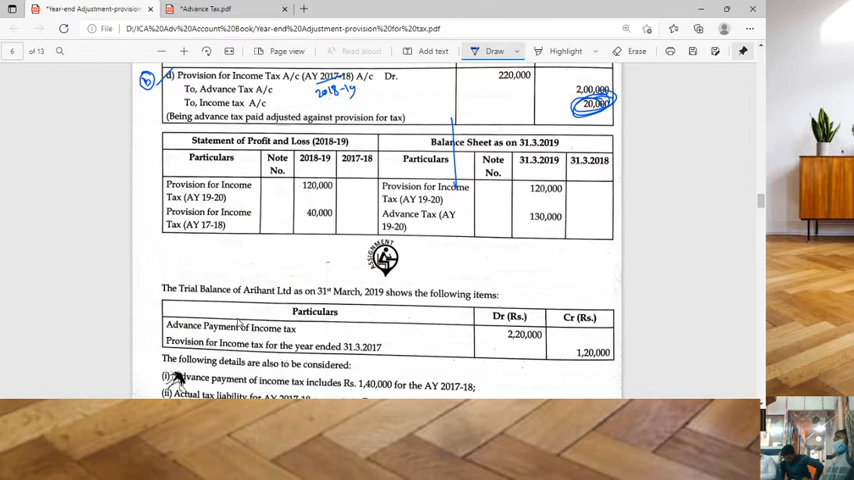 *Year-end Adjustment-provision
*Advance Tax.pdf
File
D:/ICA%20Adv%20Account%20Book/Year-end%20Adjustment-provision%20for%20tax.pdf
6
of 13
Page view
Add text
Draw
Highlight
Erase
b
d) Provision for Income Tax A/c (AY 2017-18) A/c Dr. 220,000
2018-19
To, Advance Tax A/c 2,00,000
To, Income tax A/c 20,000
(Being advance tax paid adjusted against provision for tax)
Statement of Profit and Loss (2018-19) Balance Sheet as on 31.3.2019
Particulars Note No. 2018-19 2017-18 Particulars Note No. 31.3.2019 31.3.2018
Provision for Income 120,000 Provision for Income 120,000
Tax (AY 19-20) Tax (AY 19-20)
Provision for Income 40,000 Advance Tax (AY 130,000
Tax (AY 17-18) 19-20)
ASSIGNMENT
The Trial Balance of Arihant Ltd as on 31st March, 2019 shows the following items:
Particulars Dr (Rs.) Cr (Rs.)
Advance Payment of Income tax 2,20,000
Provision for Income tax for the year ended 31.3.2017 1,20,000
The following details are also to be considered:
(i) Advance payment of income tax includes Rs. 1,40,000 for the AY 2017-18;
(ii) Actual tax liability for AY 2017-18